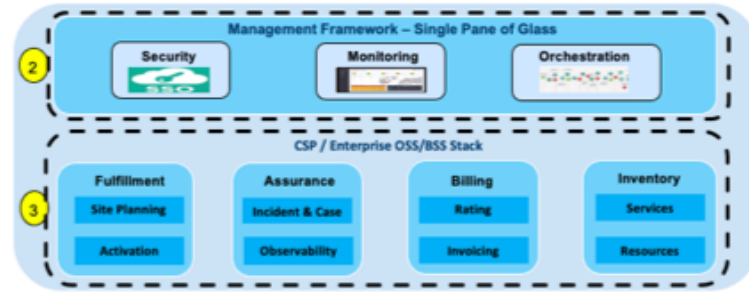 Management Framework – Single Pane of Glass
2
Security
Monitoring
Orchestration
SSO
CSP / Enterprise OSS/BSS Stack
3
Fulfillment
Assurance
Billing
Inventory
Site Planning
Incident & Case
Rating
Services
Activation
Observability
Invoicing
Resources